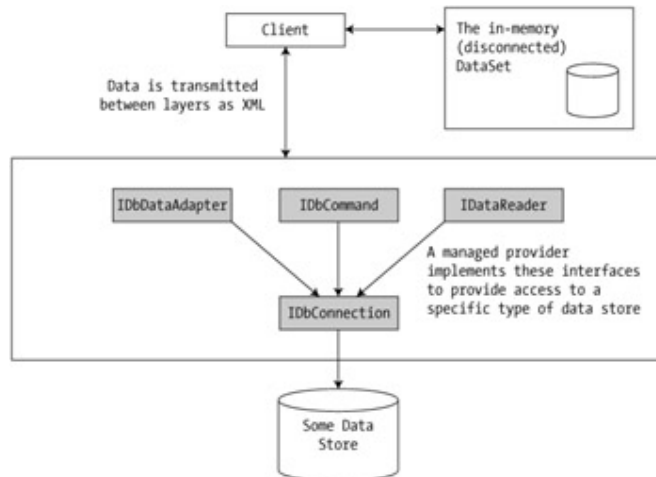 Client
The in-memory
(disconnected)
DataSet
Data is transmitted
between layers as XML
IDbDataAdapter
IDbCommand
IDataReader
A managed provider
implements these interfaces
to provide access to a
specific type of data store
IDbConnection
Some Data
Store